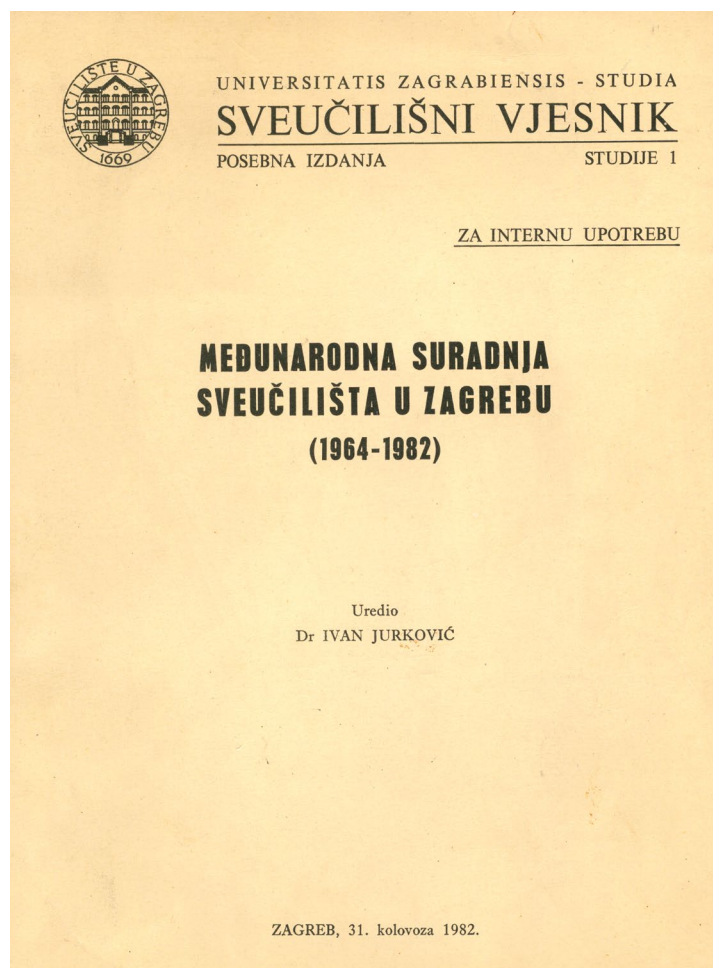 SVEUČILIŠTE U ZAGREBU
1669
UNIVERSITATIS ZAGRABIENSIS - STUDIA
SVEUČILIŠNI VJESNIK
POSEBNA IZDANJA STUDIJE 1
ZA INTERNU UPOTREBU
MEĐUNARODNA SURADNJA
SVEUČILIŠTA U ZAGREBU
(1964-1982)
Uredio
Dr IVAN JURKOVIĆ
ZAGREB, 31. kolovoza 1982.